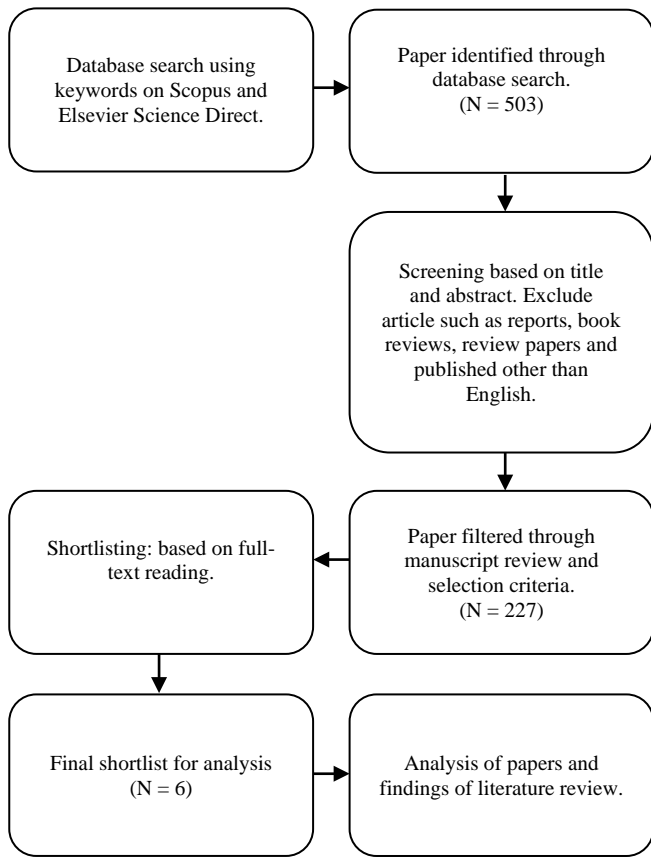 Database search using
keywords on Scopus and
Elsevier Science Direct.
Paper identified through
database search.
(N = 503)
Screening based on title
and abstract. Exclude
article such as reports, book
reviews, review papers and
published other than
English.
Paper filtered through
manuscript review and
selection criteria.
(N = 227)
Shortlisting: based on full-
text reading.
Final shortlist for analysis
(N = 6)
Analysis of papers and
findings of literature review.